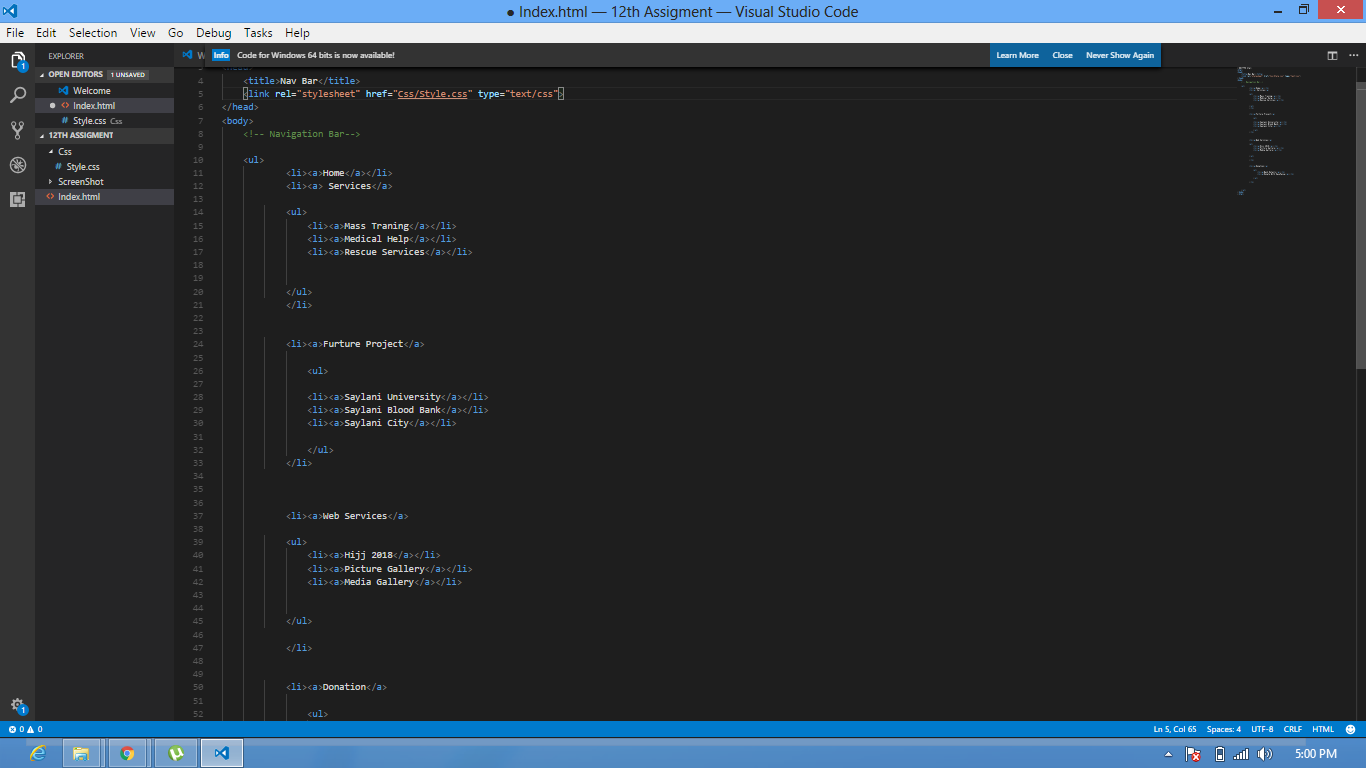 ● Index.html — 12th Assigment — Visual Studio Code
File Edit Selection View Go Debug Tasks Help
EXPLORER
W
Info Code for Windows 64 bits is now available! Learn More Close Never Show Again
OPEN EDITORS 1 UNSAVED
Welcome
Index.html
Style.css Css
12TH ASSIGMENT
Css
Style.css
ScreenShot
Index.html
4 <title>Nav Bar</title>
5 <link rel="stylesheet" href="Css/Style.css" type="text/css">
6 </head>
7 <body>
8 <!-- Navigation Bar-->
9
10 <ul>
11 <li><a>Home</a></li>
12 <li><a> Services</a>
13
14 <ul>
15 <li><a>Mass Traning</a></li>
16 <li><a>Medical Help</a></li>
17 <li><a>Rescue Services</a></li>
18
19
20 </ul>
21 </li>
22
23
24 <li><a>Furture Project</a>
25
26 <ul>
27
28 <li><a>Saylani University</a></li>
29 <li><a>Saylani Blood Bank</a></li>
30 <li><a>Saylani City</a></li>
31
32 </ul>
33 </li>
34
35
36
37 <li><a>Web Services</a>
38
39 <ul>
40 <li><a>Hijj 2018</a></li>
41 <li><a>Picture Gallery</a></li>
42 <li><a>Media Gallery</a></li>
43
44
45 </ul>
46
47 </li>
48
49
50 <li><a>Donation</a>
51
52 <ul>
1
1
0 0
Ln 5, Col 65 Spaces: 4 UTF-8 CRLF HTML
5:00 PM